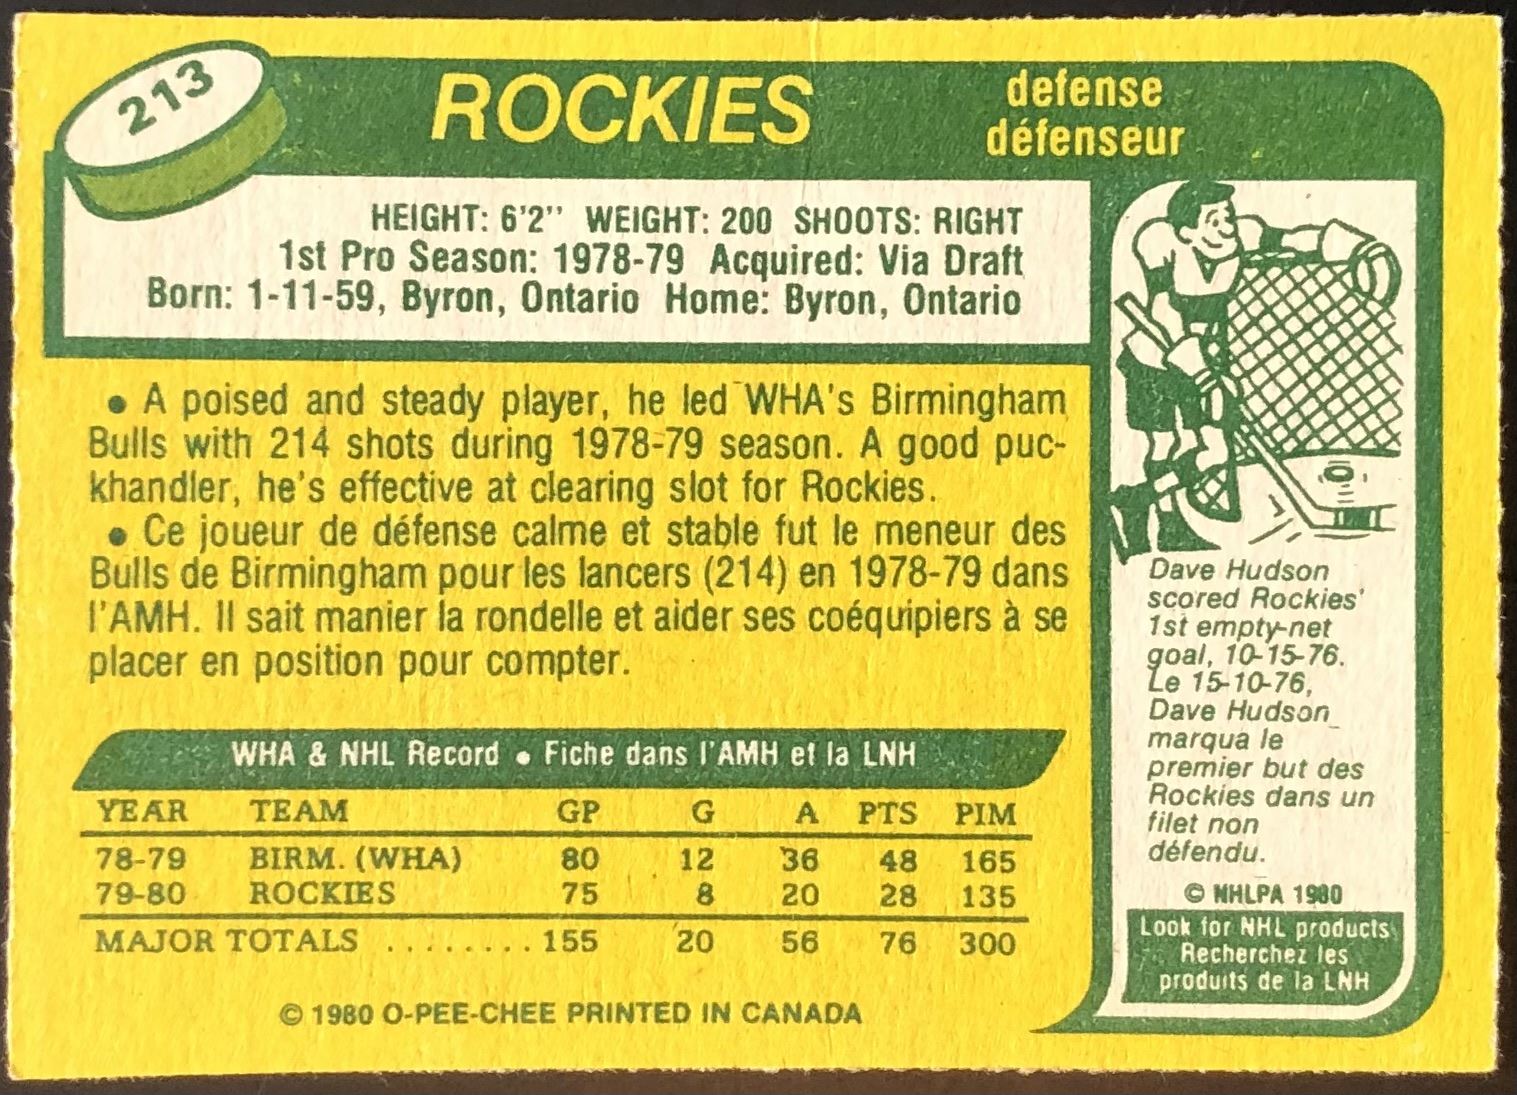 213
ROCKIES
defense
défenseur
HEIGHT: 6'2" WEIGHT: 200 SHOOTS: RIGHT
1st Pro Season: 1978-79 Acquired: Via Draft
Born: 1-11-59, Byron, Ontario Home: Byron, Ontario
• A poised and steady player, he led WHA's Birmingham
Bulls with 214 shots during 1978-79 season. A good puc-
khandler, he's effective at clearing slot for Rockies.
• Ce joueur de défense calme et stable fut le meneur des
Bulls de Birmingham pour les lancers (214) en 1978-79 dans
l'AMH. Il sait manier la rondelle et aider ses coéquipiers à se
placer en position pour compter.
WHA & NHL Record • Fiche dans l'AMH et la LNH
YEAR TEAM GP G A PTS PIM
78-79 BIRM. (WHA) 80 12 36 48 165
79-80 ROCKIES 75 8 20 28 135
MAJOR TOTALS ........ 155 20 56 76 300
© 1980 O-PEE-CHEE PRINTED IN CANADA
Dave Hudson
scored Rockies'
1st empty-net
goal, 10-15-76.
Le 15-10-76,
Dave Hudson
marqua le
premier but des
Rockies dans un
filet non
défendu.
© NHLPA 1980
Look for NHL products
Recherchez les
produits de la LNH